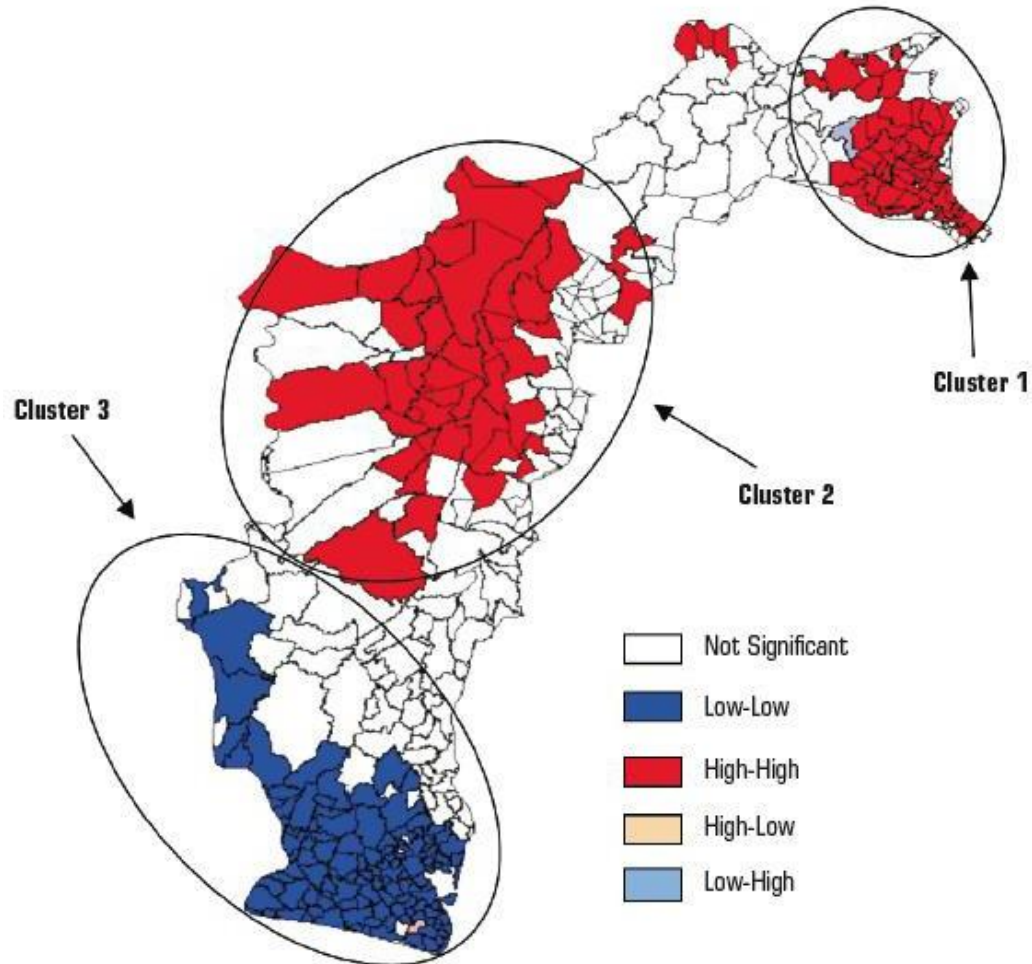 Cluster 1
Cluster 3
Cluster 2
Not Significant
Low-Low
High-High
High-Low
Low-High